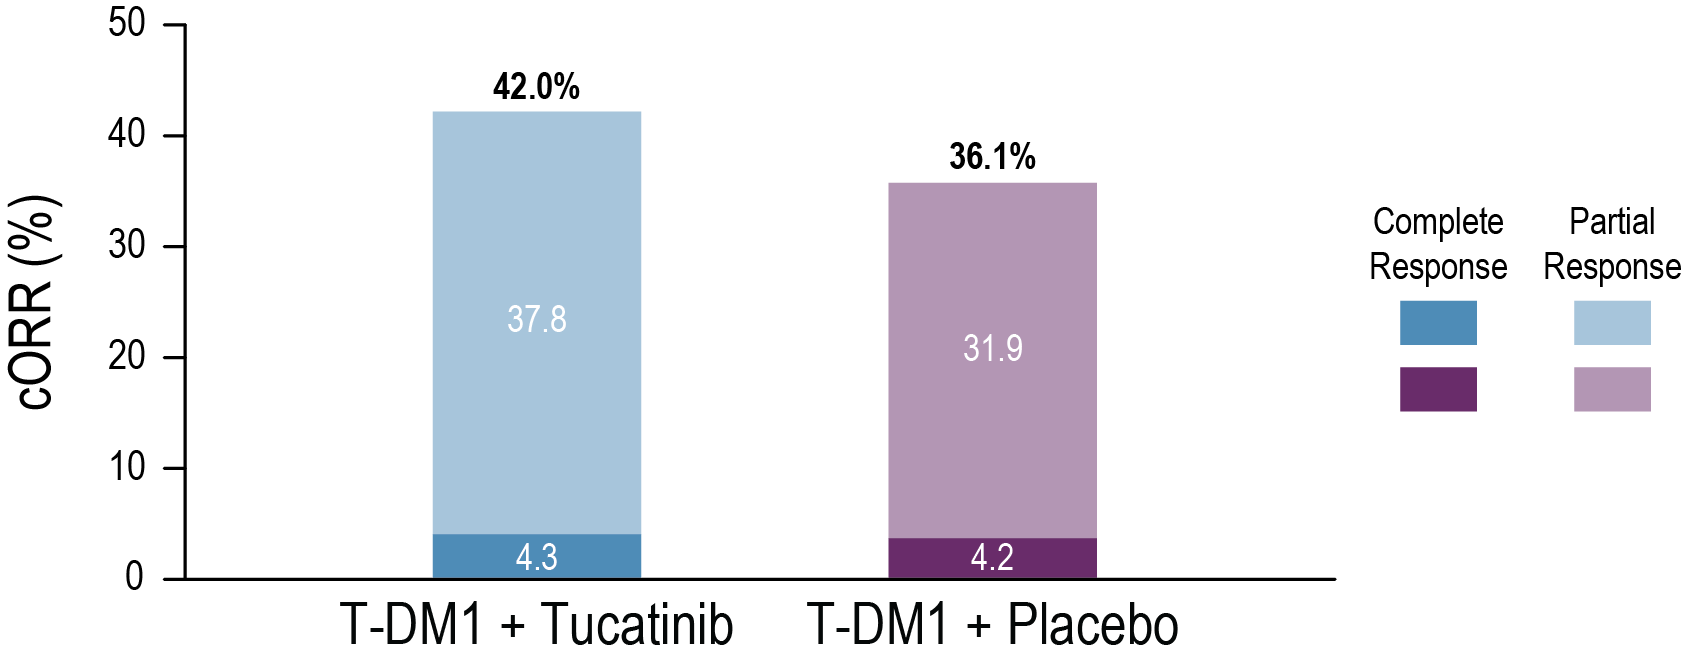 cORR (%)
50
40
30
20
10
0
42.0%
37.8
4.3
36.1%
31.9
4.2
T-DM1 + Tucatinib
T-DM1 + Placebo
Complete
Response
Partial
Response